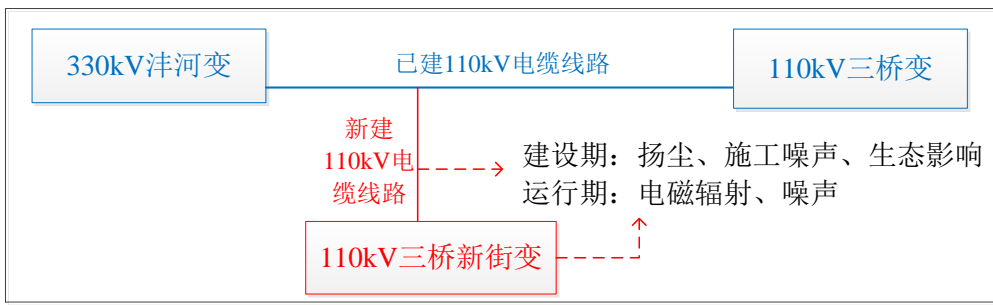 330kV沣河变
已建110kV电缆线路
110kV三桥变
新建
110kV电
缆线路
建设期：扬尘、施工噪声、生态影响
运行期：电磁辐射、噪声
110kV三桥新街变